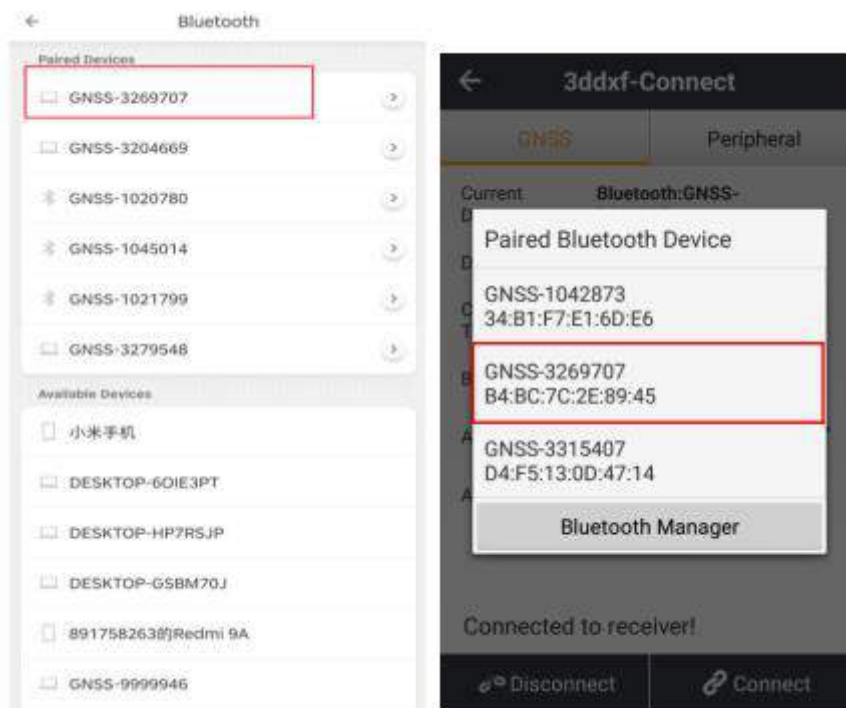 Bluetooth
Paired Devices
GNSS-3269707
GNSS-3204669
GNSS-1020780
GNSS-1045014
GNSS-1021799
GNSS-3279548
Available Devices
小米手机
DESKTOP-6OIE3PT
DESKTOP-HP7RSJP
DESKTOP-GSBM70J
891758263的Redmi 9A
GNSS-9999946
3ddxf-Connect
GNSS
Peripheral
Current
Bluetooth:GNSS-
Paired Bluetooth Device
GNSS-1042873
34:B1:F7:E1:6D:E6
GNSS-3269707
B4:BC:7C:2E:89:45
GNSS-3315407
D4:F5:13:0D:47:14
Bluetooth Manager
Connected to receiver!
Disconnect
Connect